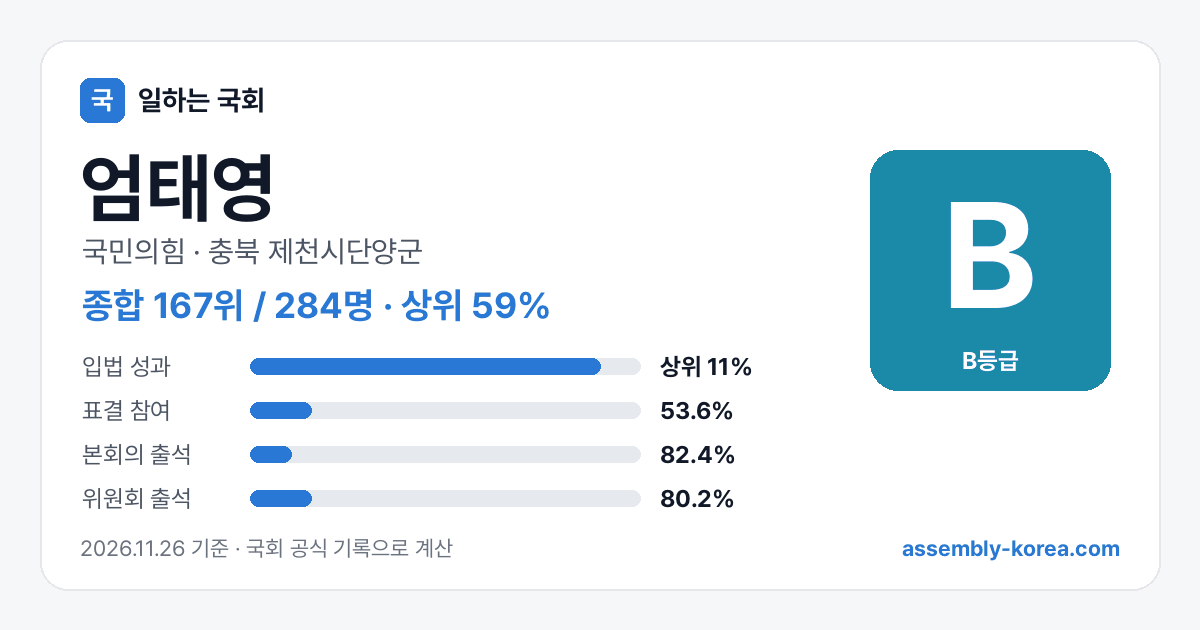 국 일하는 국회
엄태영
국민의힘 · 충북 제천시단양군
종합 167위 / 284명 · 상위 59%
B
B등급
입법 성과 상위 11%
표결 참여 53.6%
본회의 출석 82.4%
위원회 출석 80.2%
2026.11.26 기준 · 국회 공식 기록으로 계산
assembly-korea.com